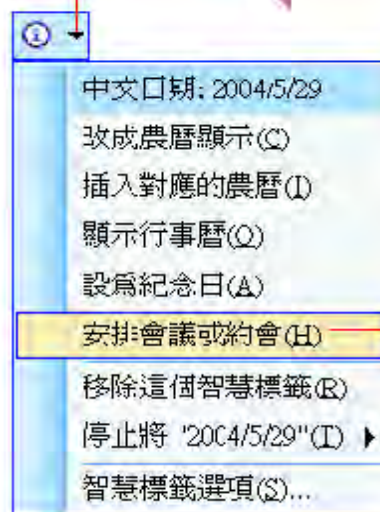 中文日期: 2004/5/29
改成農曆顯示(C)
插入對應的農曆(I)
顯示行事曆(O)
設為紀念日(A)
安排會議或約會(H)
移除這個智慧標籤(R)
停止將 "2004/5/29"(T)
智慧標籤選項(S)...